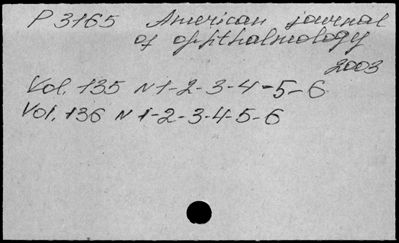 P 3165 American journal
of ophthalmology
2003
Vol. 135 N 1-2-3-4-5-6
Vol. 136 N 1-2-3-4-5-6